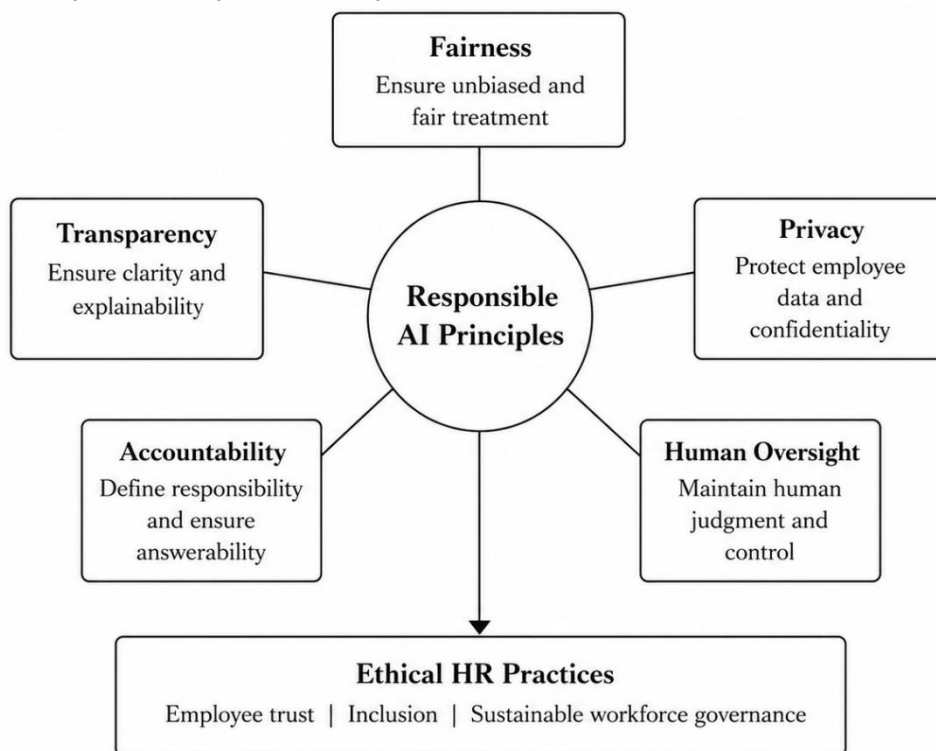 Fairness
Ensure unbiased and
fair treatment
Transparency
Ensure clarity and
explainability
Privacy
Protect employee
data and
confidentiality
Responsible
AI Principles
Accountability
Define responsibility
and ensure
answerability
Human Oversight
Maintain human
judgment and
control
Ethical HR Practices
Employee trust | Inclusion | Sustainable workforce governance